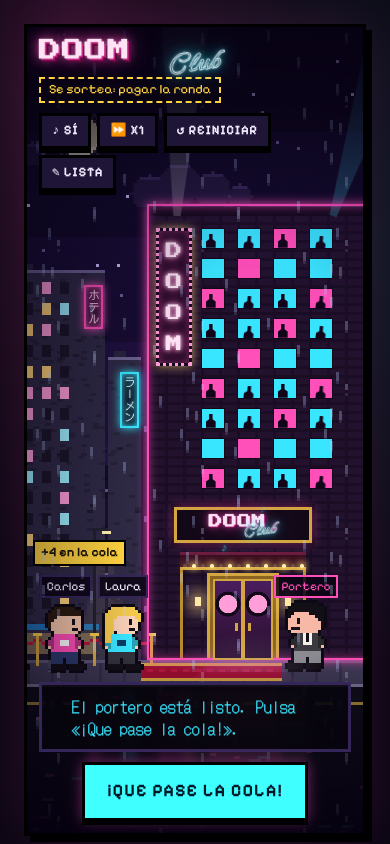 DOOM
Club
Se sortea: pagar la ronda
♪ SÍ
⏩ X1
↺ REINICIAR
✎ LISTA
D
O
O
M
ホテル
ラーメン
DOOM
Club
+4 en la cola
Carlos
Laura
Portero
El portero está listo. Pulsa
«¡Que pase la cola!».
¡QUE PASE LA COLA!